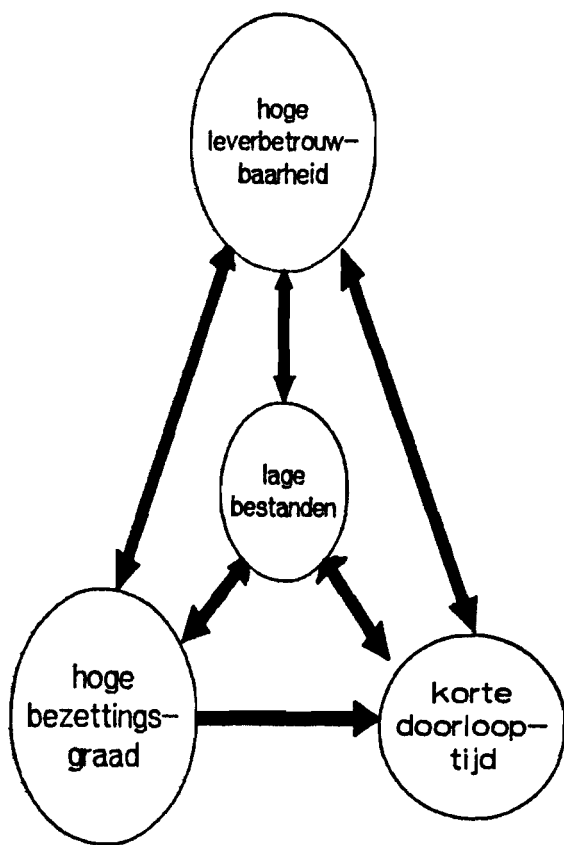 hoge
leverbetrouw-
baarheid
lage
bestanden
hoge
bezettings-
graad
korte
doorloop-
tijd